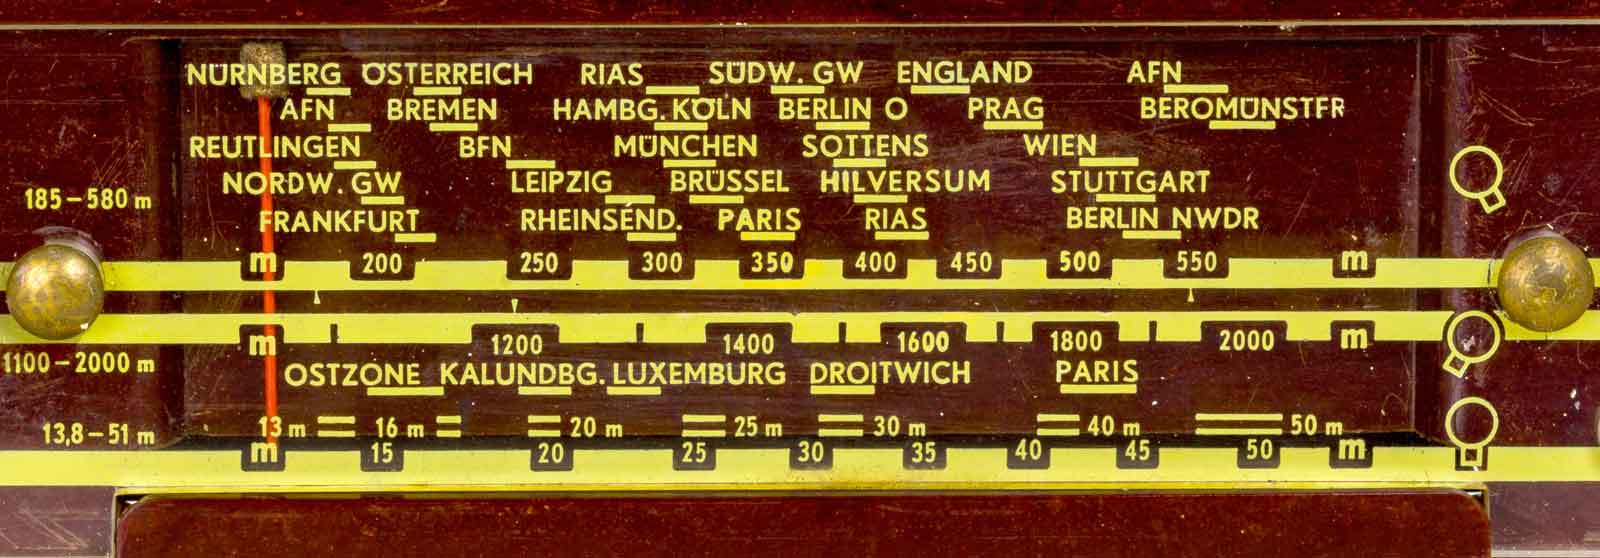 NÜRNBERG ÖSTERREICH RIAS SÜDW. GW ENGLAND AFN
AFN BREMEN HAMBG. KÖLN BERLIN O PRAG BEROMÜNSTER
REUTLINGEN BFN MÜNCHEN SOTTENS WIEN
185–580 m NORDW. GW LEIPZIG BRÜSSEL HILVERSUM STUTTGART
FRANKFURT RHEINSEND. PARIS RIAS BERLIN NWDR
m 200 250 300 350 400 450 500 550 m
m 1200 1400 1600 1800 2000 m
1100–2000 m OSTZONE KALUNDBG. LUXEMBURG DROITWICH PARIS
13,8–51 m 13 m 16 m 20 m 25 m 30 m 40 m 50 m
m 15 20 25 30 35 40 45 50 m